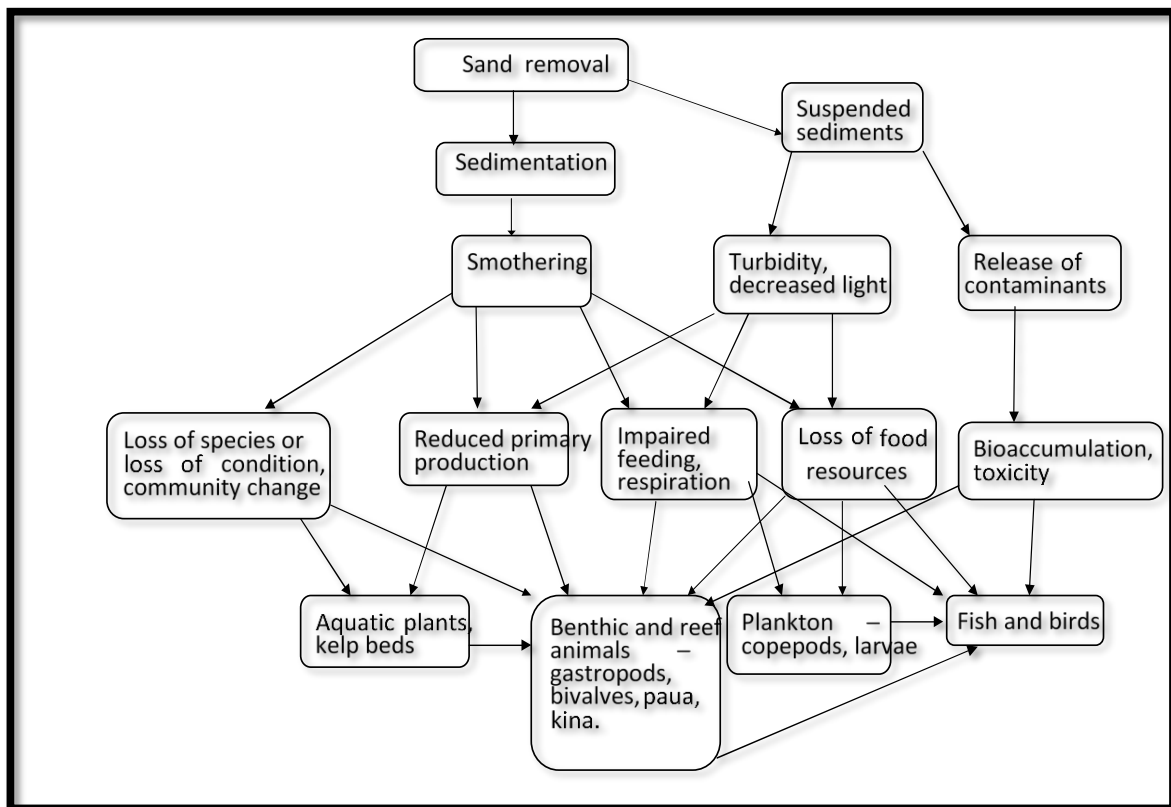 Sand removal
Suspended
sediments
Sedimentation
Smothering
Turbidity,
decreased light
Release of
contaminants
Loss of species or
loss of condition,
community change
Reduced primary
production
Impaired
feeding,
respiration
Loss of food
resources
Bioaccumulation,
toxicity
Aquatic plants,
kelp beds
Benthic and reef
animals –
gastropods,
bivalves, paua,
kina.
Plankton –
copepods, larvae
Fish and birds